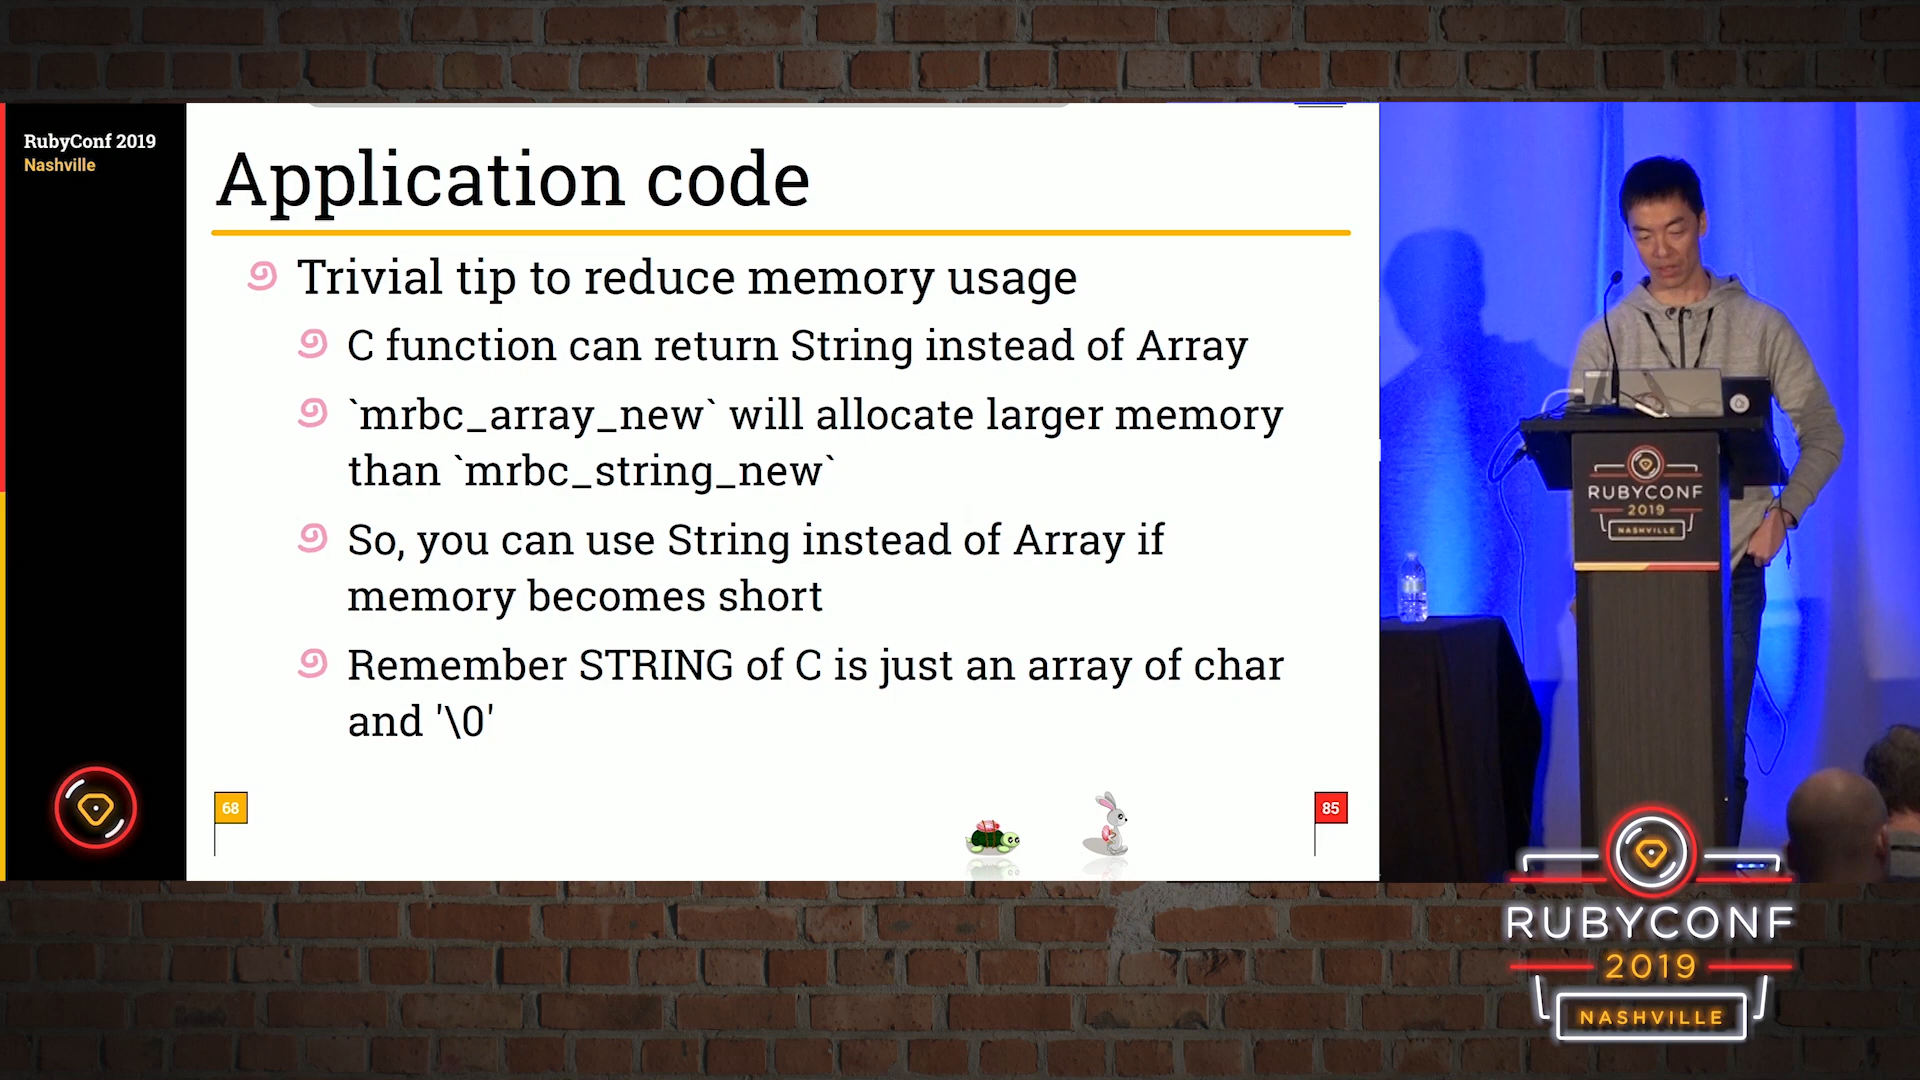 RubyConf 2019
Nashville
Application code
Trivial tip to reduce memory usage
C function can return String instead of Array
`mrbc_array_new` will allocate larger memory
than `mrbc_string_new`
So, you can use String instead of Array if
memory becomes short
Remember STRING of C is just an array of char
and '\0'
68
85
RUBYCONF
2019
NASHVILLE
RUBYCONF
2019
NASHVILLE